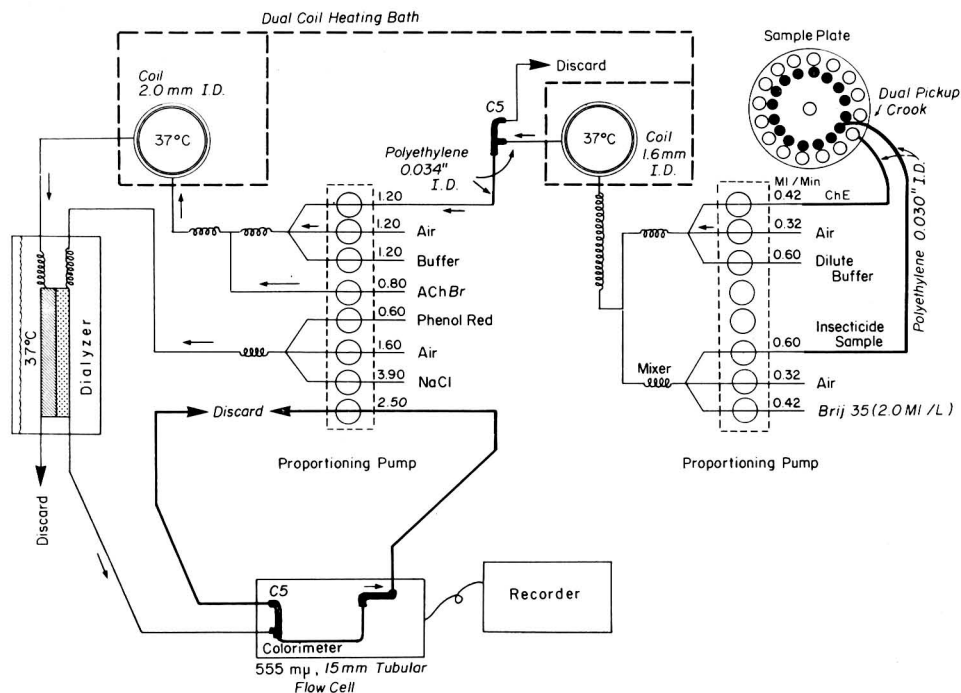 Dual Coil Heating Bath
Coil
2.0 mm I.D.
37°C
Discard
C5
37°C
Coil
1.6mm
I.D.
Polyethylene
0.034"
I.D.
Sample Plate
Dual Pickup
Crook
Polyethylene 0.030" I.D.
Ml / Min
0.42 ChE
0.32 Air
0.60 Dilute
Buffer
Insecticide
Sample
0.60
Mixer
0.32 Air
0.42 Brij 35 (2.0 Ml /L)
Proportioning Pump
1.20
1.20 Air
1.20 Buffer
0.80 AChBr
0.60 Phenol Red
1.60 Air
3.90 NaCl
2.50
Discard
Proportioning Pump
37°C
Dialyzer
Discard
C5
Colorimeter
555 mμ, 15mm Tubular
Flow Cell
Recorder